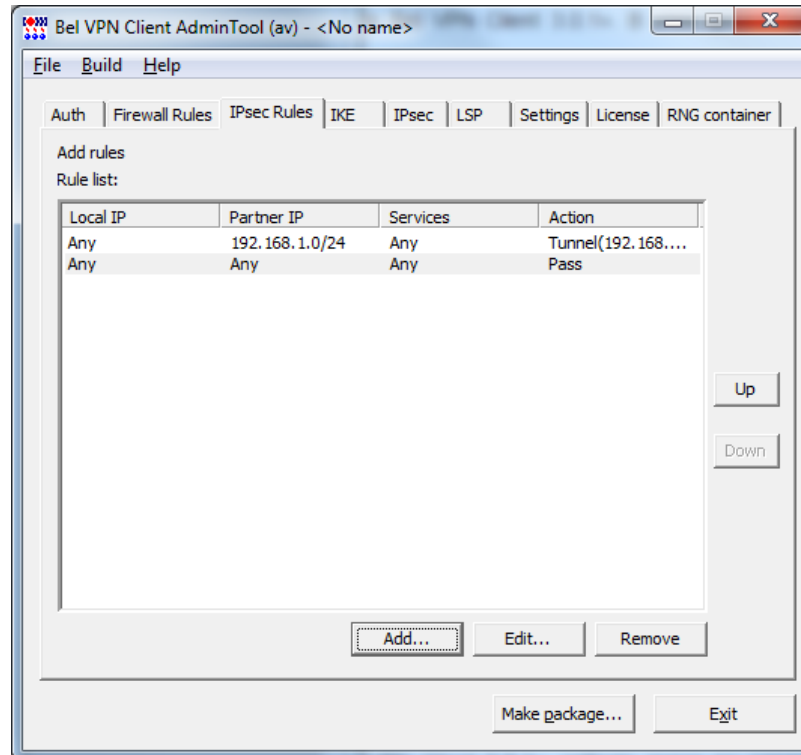 Bel VPN Client AdminTool (av) - <No name>
File Build Help
Auth Firewall Rules IPsec Rules IKE IPsec LSP Settings License RNG container
Add rules
Rule list:
Local IP Partner IP Services Action
Any 192.168.1.0/24 Any Tunnel(192.168....
Any Any Any Pass
Up
Down
Add... Edit... Remove
Make package... Exit